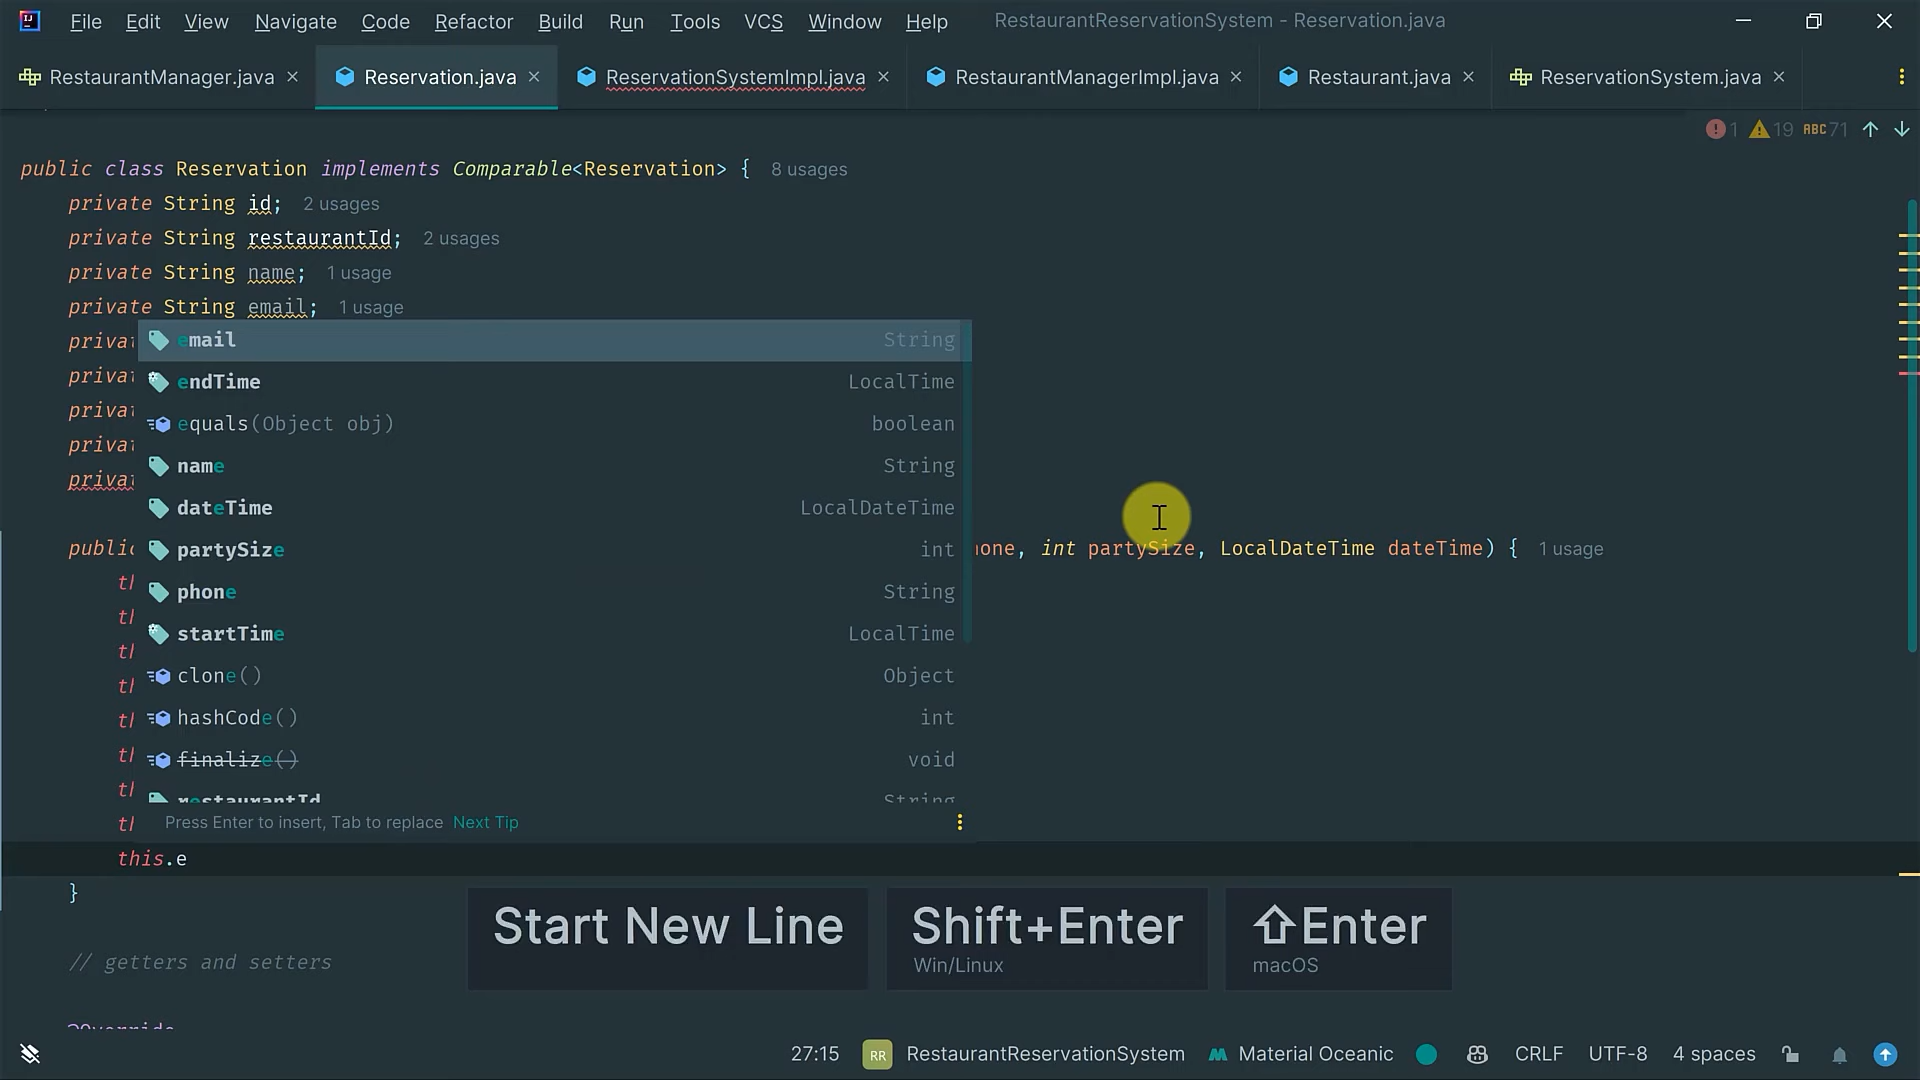 File Edit View Navigate Code Refactor Build Run Tools VCS Window Help RestaurantReservationSystem - Reservation.java
RestaurantManager.java Reservation.java ReservationSystemImpl.java RestaurantManagerImpl.java Restaurant.java ReservationSystem.java
1 19 ABC 71
public class Reservation implements Comparable<Reservation> { 8 usages
private String id; 2 usages
private String restaurantId; 2 usages
private String name; 1 usage
private String email; 1 usage
email String
endTime LocalTime
equals(Object obj) boolean
name String
dateTime LocalDateTime
partySize int
int partySize, LocalDateTime dateTime) { 1 usage
phone String
startTime LocalTime
clone() Object
hashCode() int
finalize() void
restaurantId String
Press Enter to insert, Tab to replace Next Tip
this.e
}
Start New Line Shift+Enter ⇧Enter
Win/Linux macOS
// getters and setters
27:15 RR RestaurantReservationSystem Material Oceanic CRLF UTF-8 4 spaces